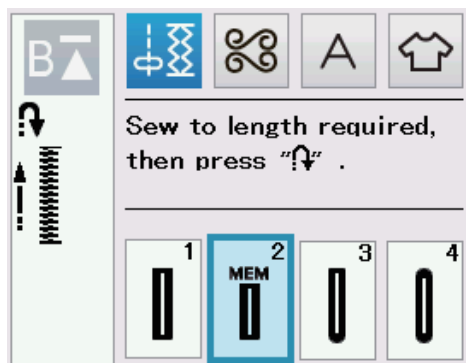 B
A
Sew to length required,
then press “ ” .
1
2
3
4
MEM